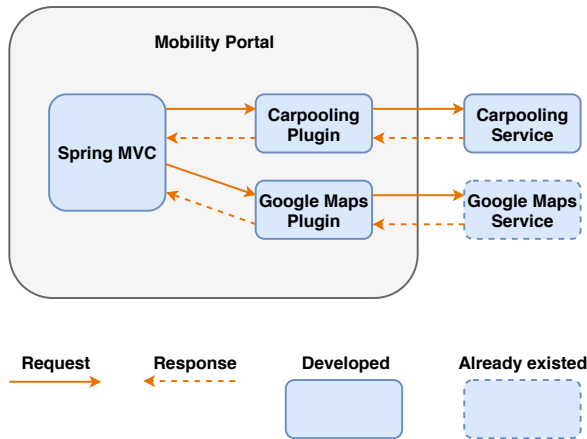 Mobility Portal
Spring MVC
Carpooling
Plugin
Carpooling
Service
Google Maps
Plugin
Google Maps
Service
Request
Response
Developed
Already existed